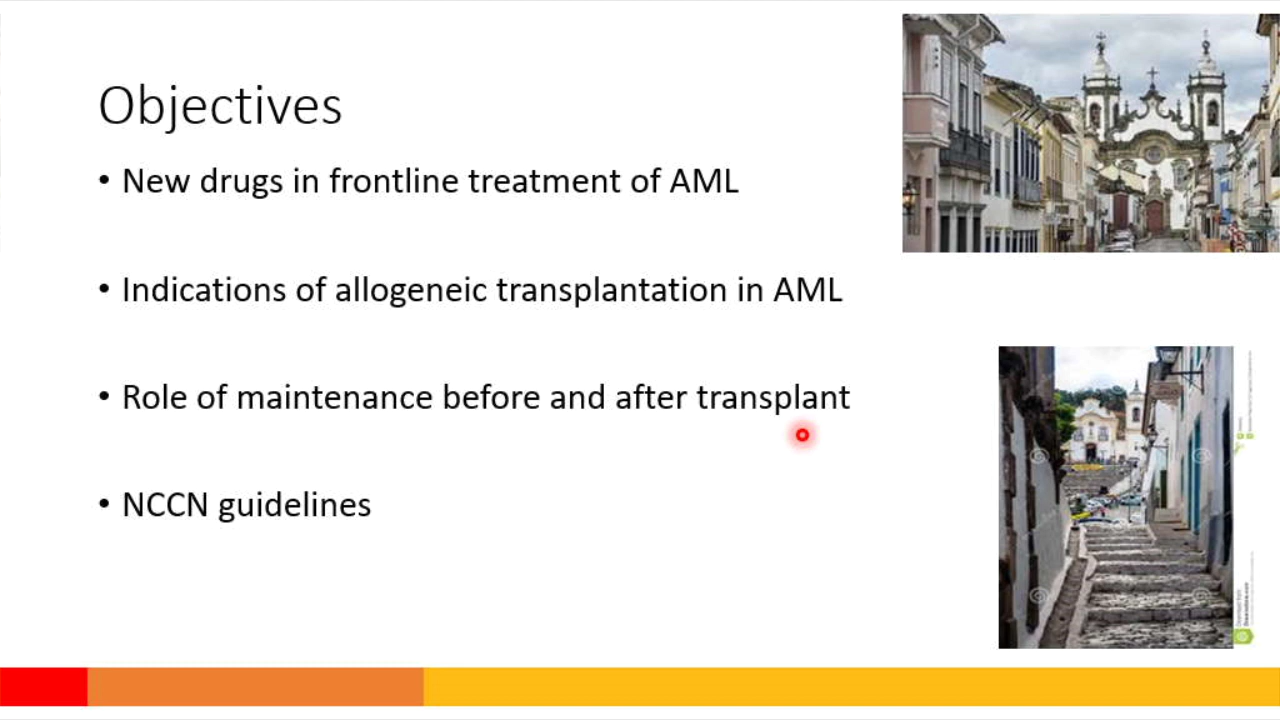 Objectives
• New drugs in frontline treatment of AML
• Indications of allogeneic transplantation in AML
• Role of maintenance before and after transplant
• NCCN guidelines